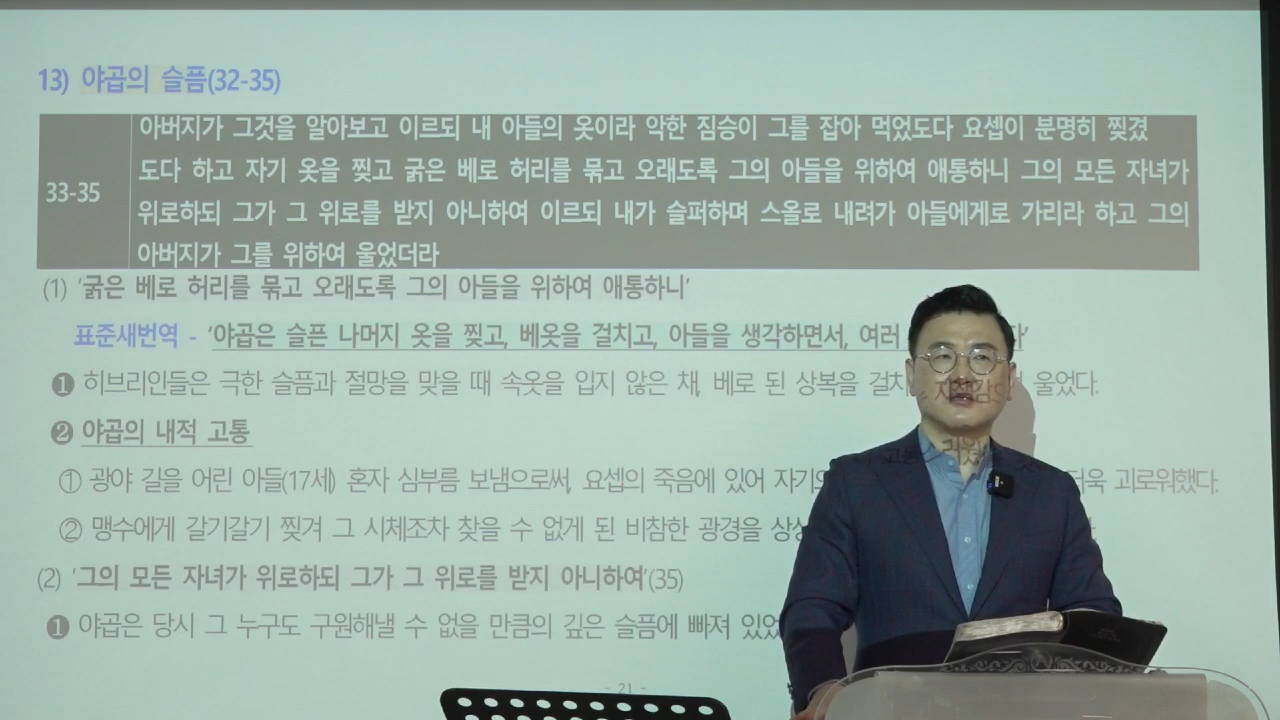 13) 야곱의 슬픔(32-35)
33-35
아버지가 그것을 알아보고 이르되 내 아들의 옷이라 악한 짐승이 그를 잡아 먹었도다 요셉이 분명히 찢겼
도다 하고 자기 옷을 찢고 굵은 베로 허리를 묶고 오래도록 그의 아들을 위하여 애통하니 그의 모든 자녀가
위로하되 그가 그 위로를 받지 아니하여 이르되 내가 슬퍼하며 스올로 내려가 아들에게로 가리라 하고 그의
아버지가 그를 위하여 울었더라
(1) '굵은 베로 허리를 묶고 오래도록 그의 아들을 위하여 애통하니'
표준새번역 - '야곱은 슬픈 나머지 옷을 찢고, 베옷을 걸치고, 아들을 생각하면서, 여러
❶ 히브리인들은 극한 슬픔과 절망을 맞을 때 속옷을 입지 않은 채, 베로 된 상복을 걸치 울었다.
❷ 야곱의 내적 고통
① 광야 길을 어린 아들(17세) 혼자 심부름 보냄으로써, 요셉의 죽음에 있어 자기의 더욱 괴로워했다.
② 맹수에게 갈기갈기 찢겨 그 시체조차 찾을 수 없게 된 비참한 광경을 상상
(2) '그의 모든 자녀가 위로하되 그가 그 위로를 받지 아니하여'(35)
❶ 야곱은 당시 그 누구도 구원해낼 수 없을 만큼의 깊은 슬픔에 빠져 있었
- 21 -